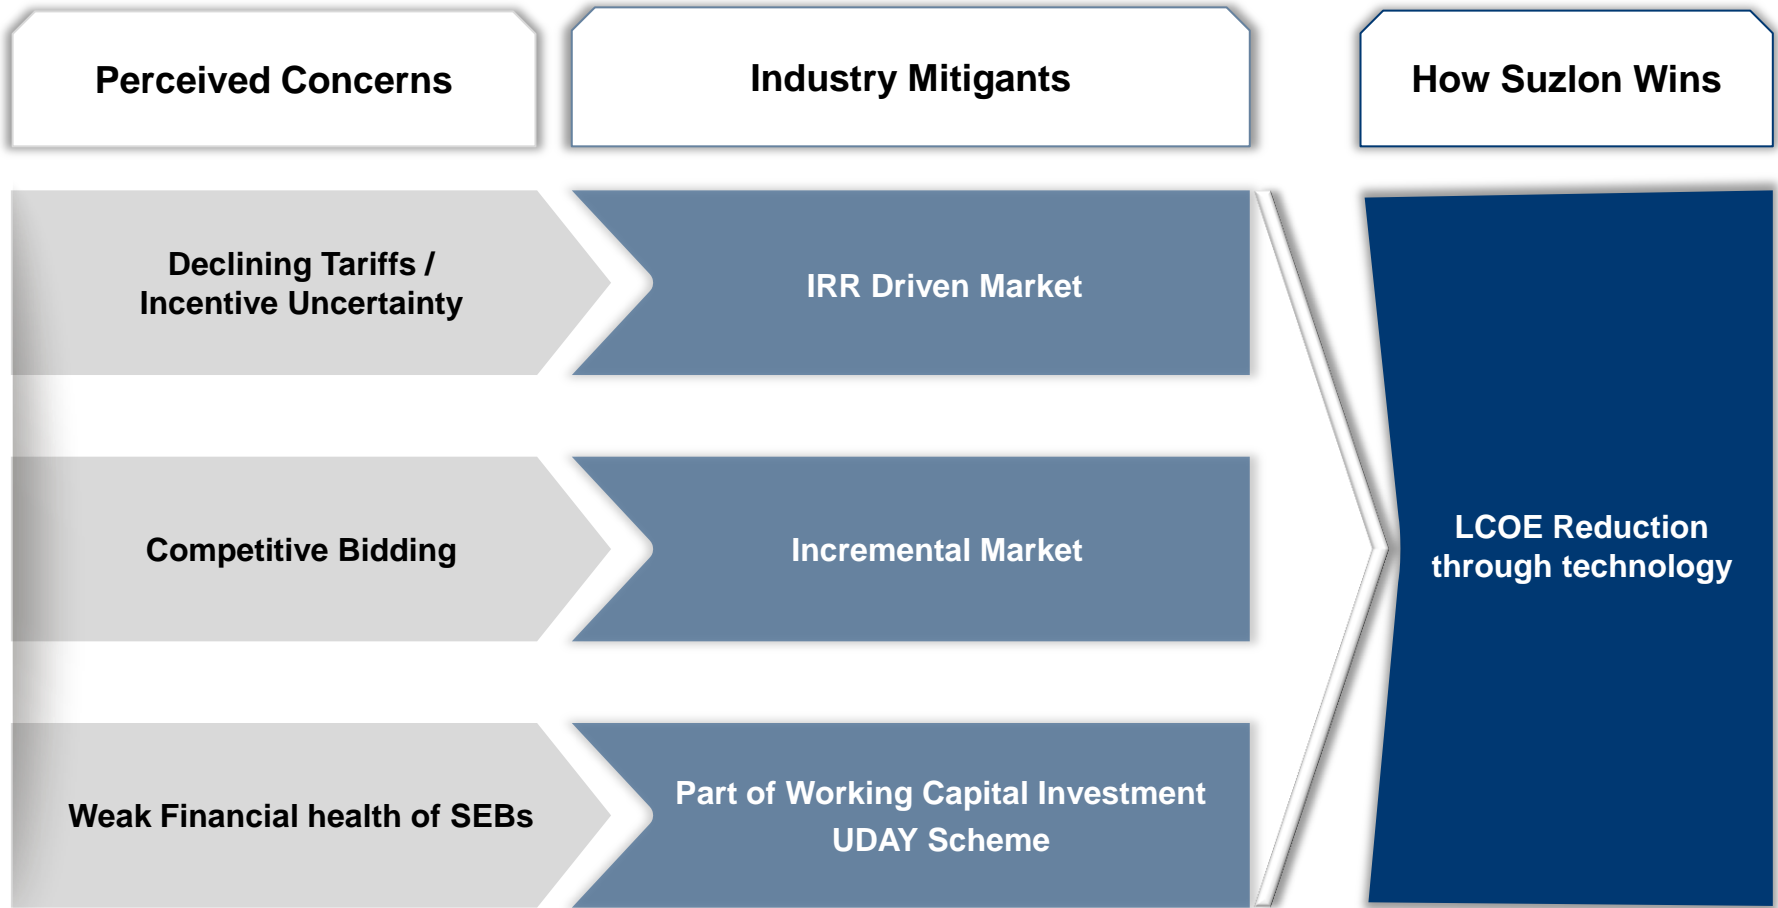 Perceived Concerns
Industry Mitigants
How Suzlon Wins
Declining Tariffs /
Incentive Uncertainty
IRR Driven Market
Competitive Bidding
Incremental Market
LCOE Reduction
through technology
Weak Financial health of SEBs
Part of Working Capital Investment
UDAY Scheme